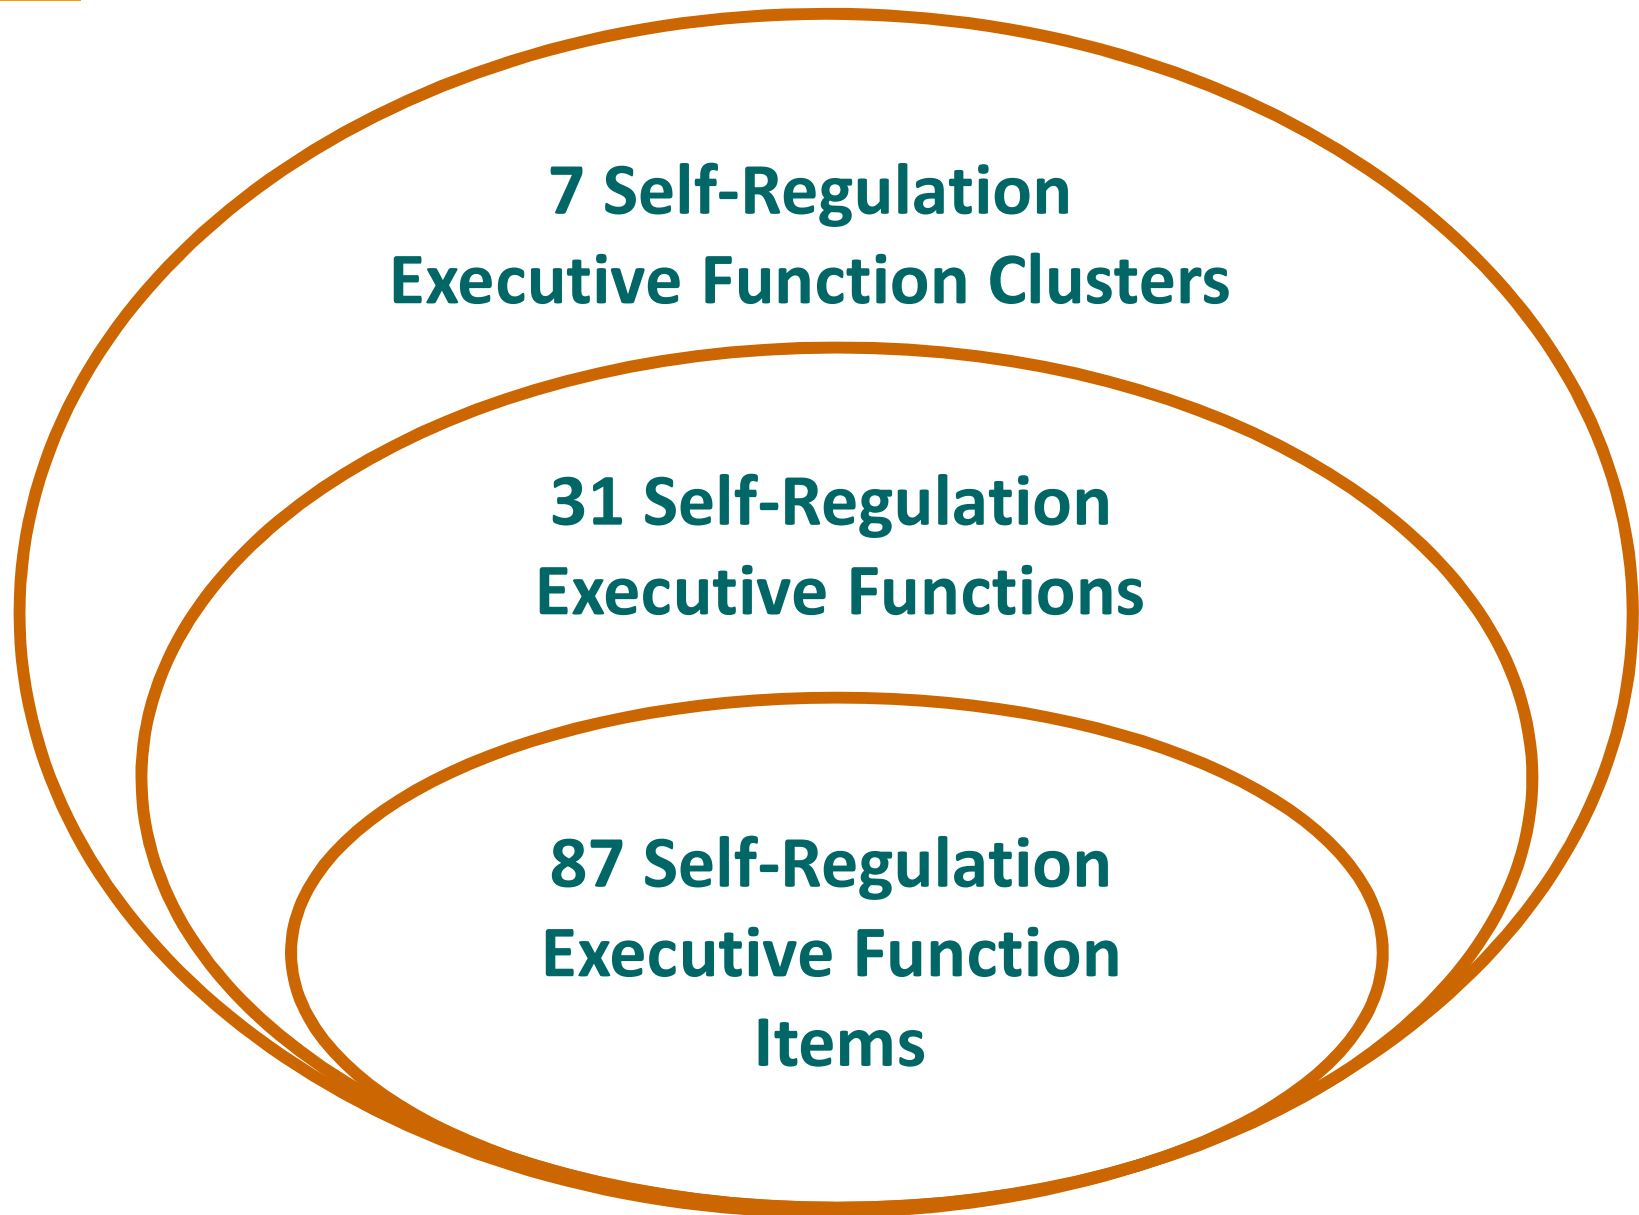 7 Self-Regulation
Executive Function Clusters
31 Self-Regulation
Executive Functions
87 Self-Regulation
Executive Function
Items